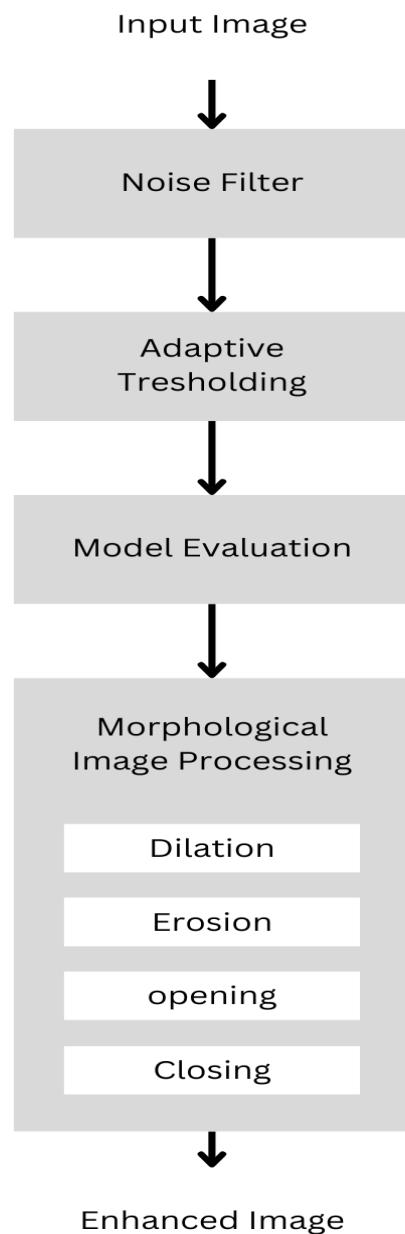 Input Image
Noise Filter
Adaptive
Tresholding
Model Evaluation
Morphological
Image Processing
Dilation
Erosion
opening
Closing
Enhanced Image